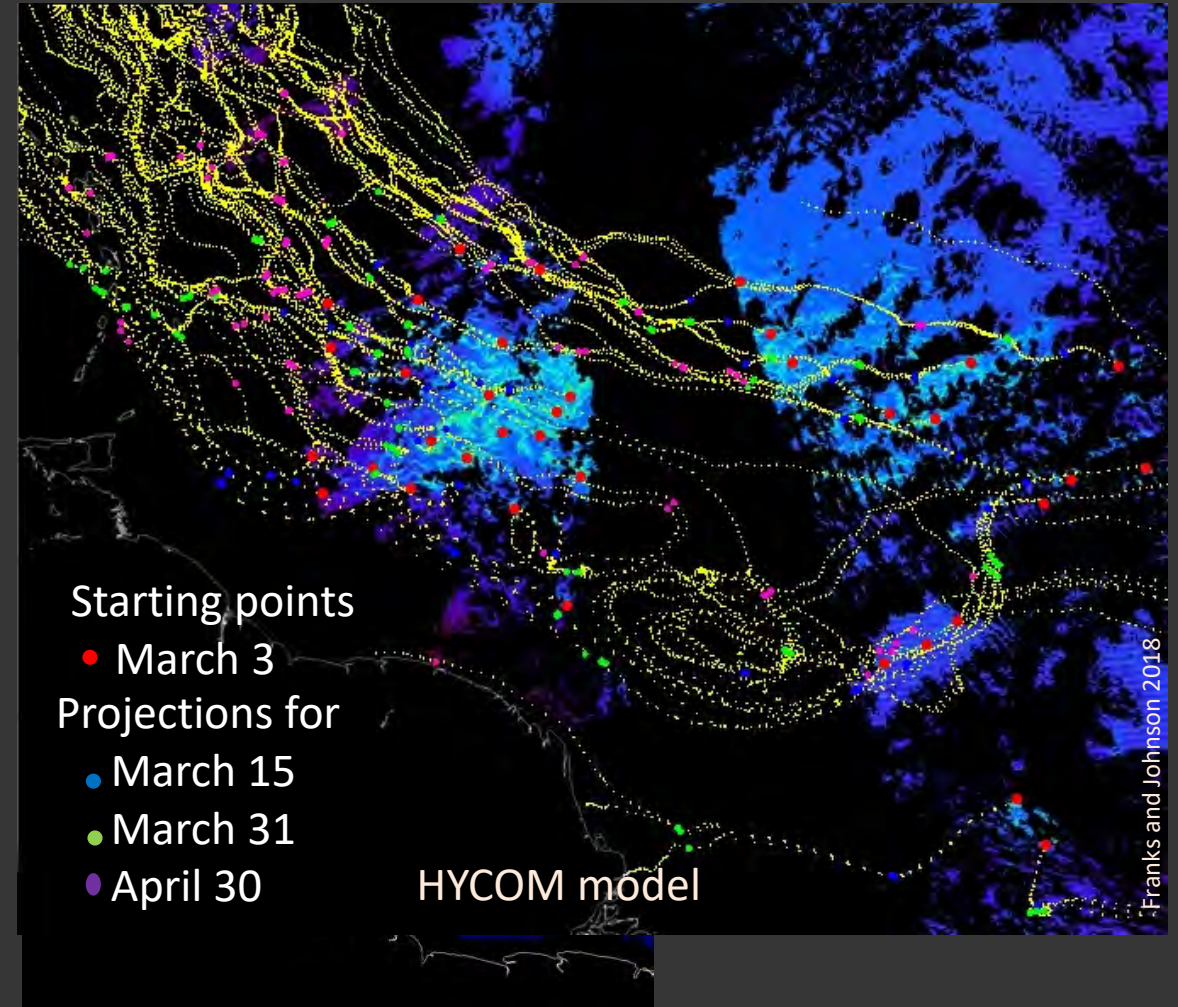 Starting points
March 3
Projections for
March 15
March 31
April 30
HYCOM model
Franks and Johnson 2018